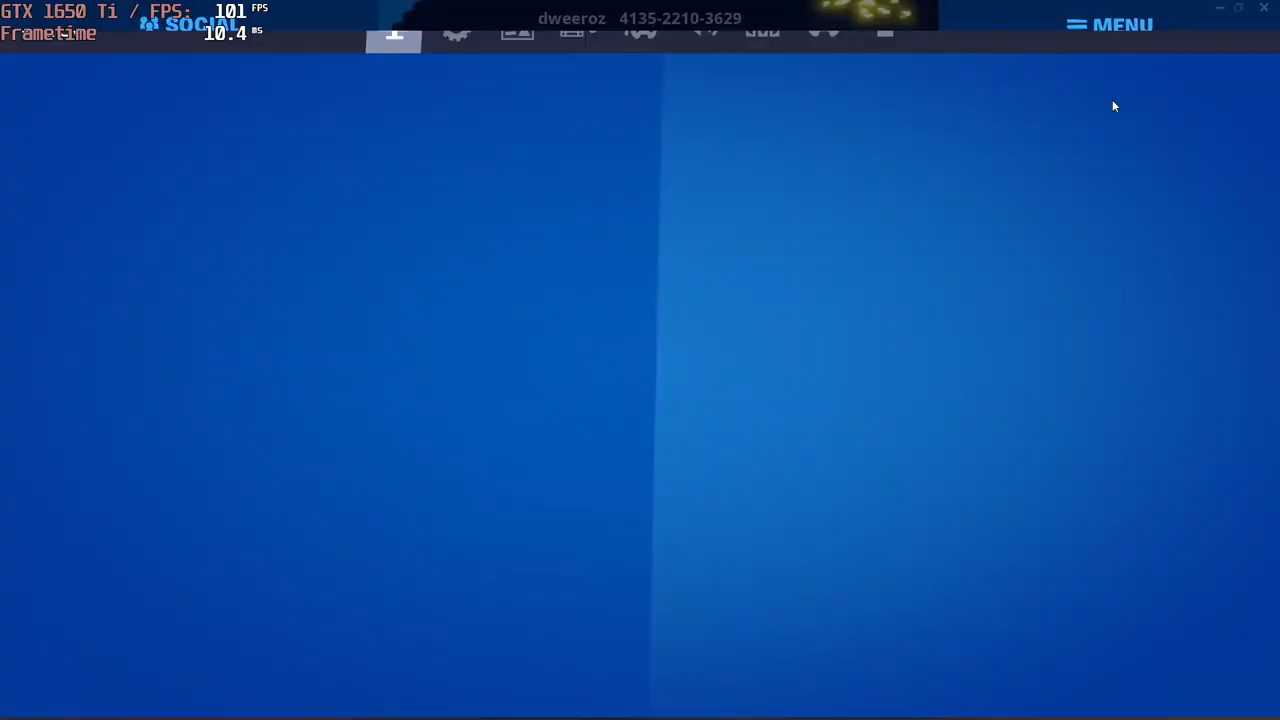 GTX 1650 Ti / FPS: 101 FPS
Frametime 10.4 ms
SOCIAL
dweeroz 4135-2210-3629
MENU